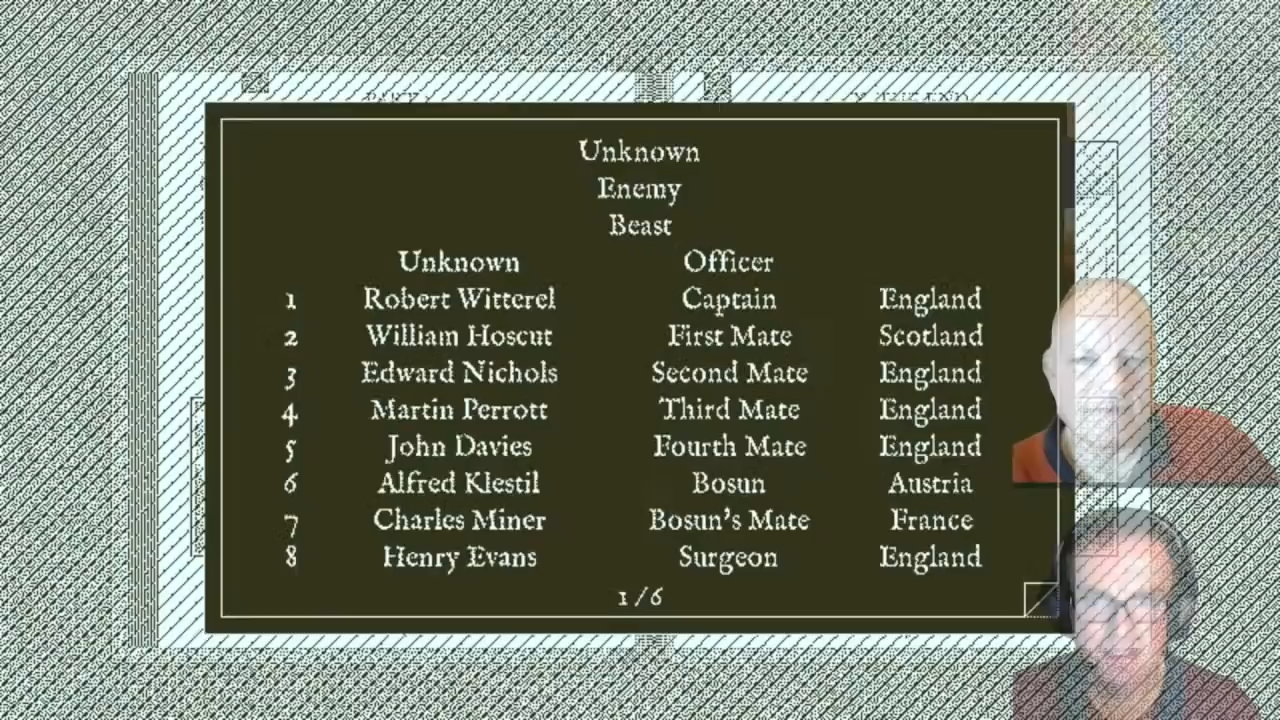 Unknown
Enemy
Beast
Unknown Officer
1 Robert Witterel Captain England
2 William Hoscut First Mate Scotland
3 Edward Nichols Second Mate England
4 Martin Perrott Third Mate England
5 John Davies Fourth Mate England
6 Alfred Klestil Bosun Austria
7 Charles Miner Bosun's Mate France
8 Henry Evans Surgeon England
1/6